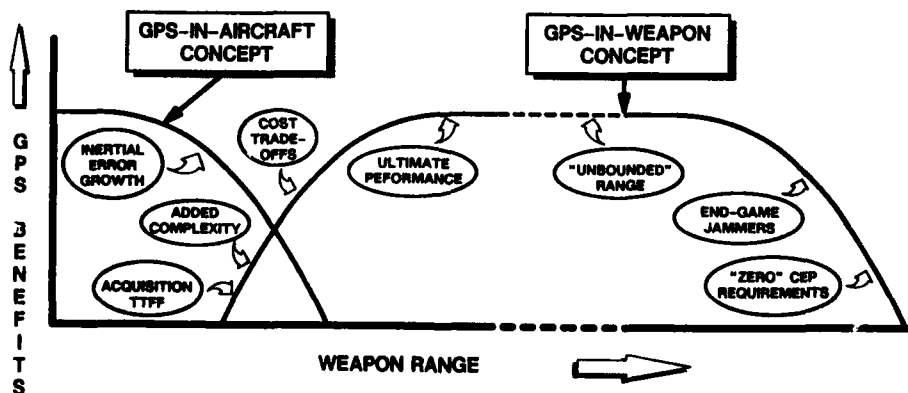 GPS-IN-AIRCRAFT
CONCEPT
GPS-IN-WEAPON
CONCEPT
GPS BENEFITS
INERTIAL
ERROR
GROWTH
COST
TRADE-
OFFS
ULTIMATE
PEFORMANCE
"UNBOUNDED"
RANGE
ADDED
COMPLEXITY
END-GAME
JAMMERS
ACQUISITION
TTFF
"ZERO" CEP
REQUIREMENTS
WEAPON RANGE